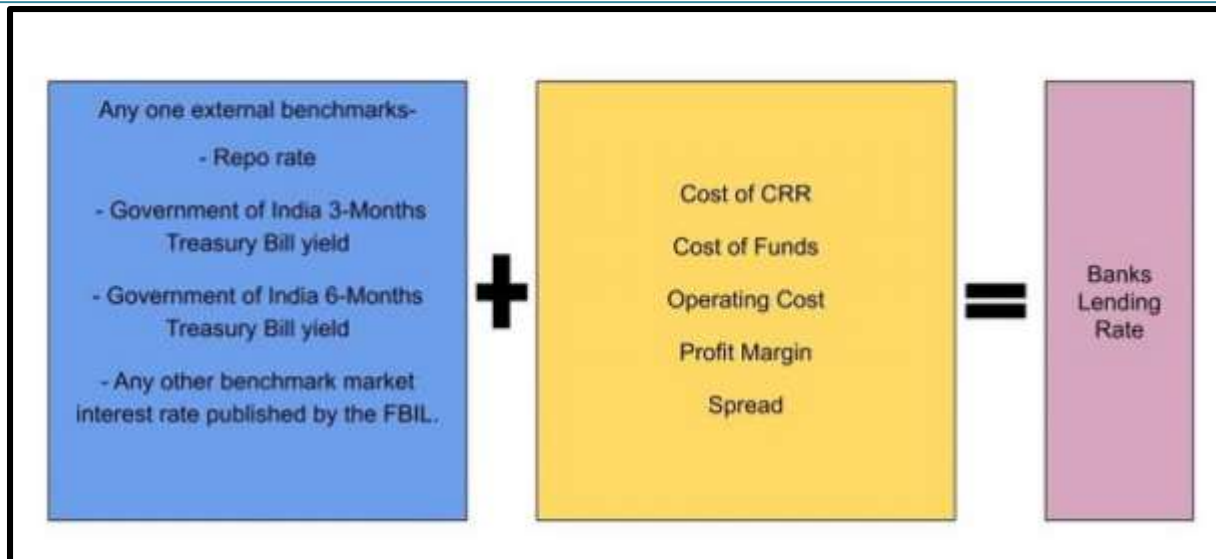 Any one external benchmarks-
- Repo rate
- Government of India 3-Months
Treasury Bill yield
- Government of India 6-Months
Treasury Bill yield
- Any other benchmark market
interest rate published by the FBIL.
+
Cost of CRR
Cost of Funds
Operating Cost
Profit Margin
Spread
=
Banks
Lending
Rate